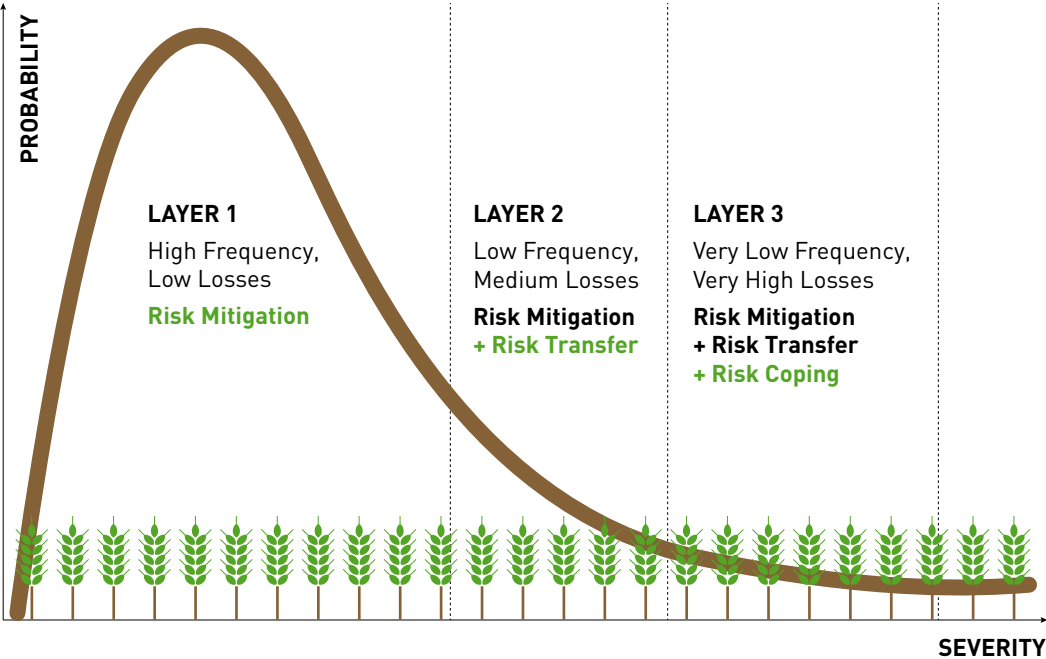 PROBABILITY
LAYER 1
High Frequency,
Low Losses
Risk Mitigation
LAYER 2
Low Frequency,
Medium Losses
Risk Mitigation
+ Risk Transfer
LAYER 3
Very Low Frequency,
Very High Losses
Risk Mitigation
+ Risk Transfer
+ Risk Coping
SEVERITY